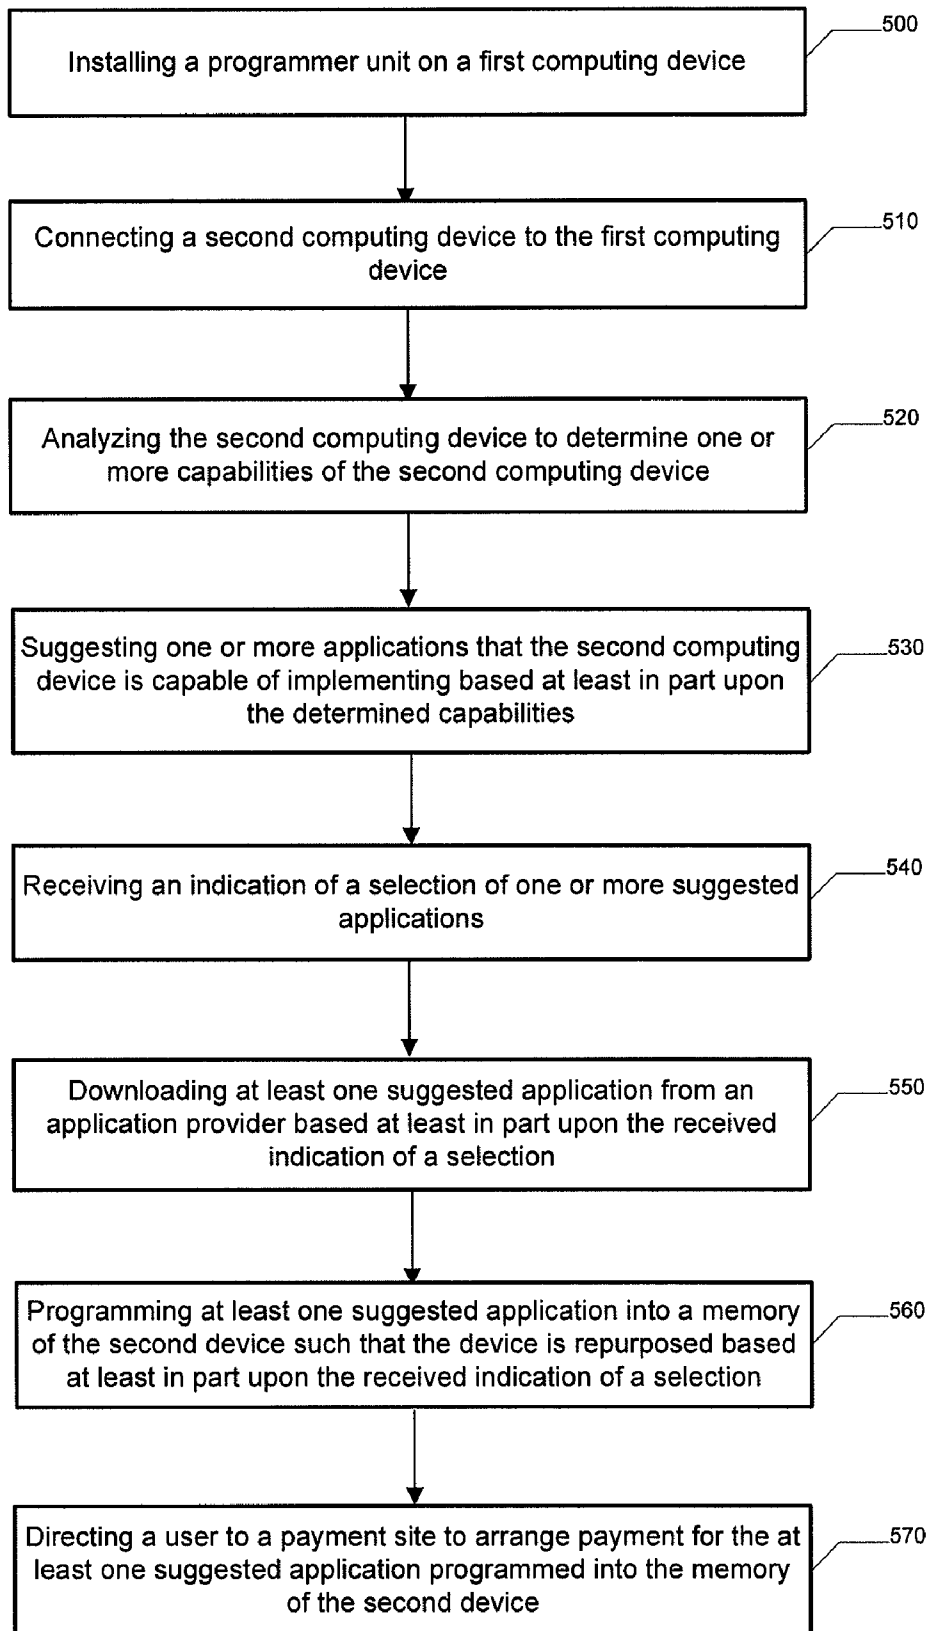 500
Installing a programmer unit on a first computing device
510
Connecting a second computing device to the first computing
device
520
Analyzing the second computing device to determine one or
more capabilities of the second computing device
530
Suggesting one or more applications that the second computing
device is capable of implementing based at least in part upon
the determined capabilities
540
Receiving an indication of a selection of one or more suggested
applications
550
Downloading at least one suggested application from an
application provider based at least in part upon the received
indication of a selection
560
Programming at least one suggested application into a memory
of the second device such that the device is repurposed based
at least in part upon the received indication of a selection
570
Directing a user to a payment site to arrange payment for the at
least one suggested application programmed into the memory
of the second device